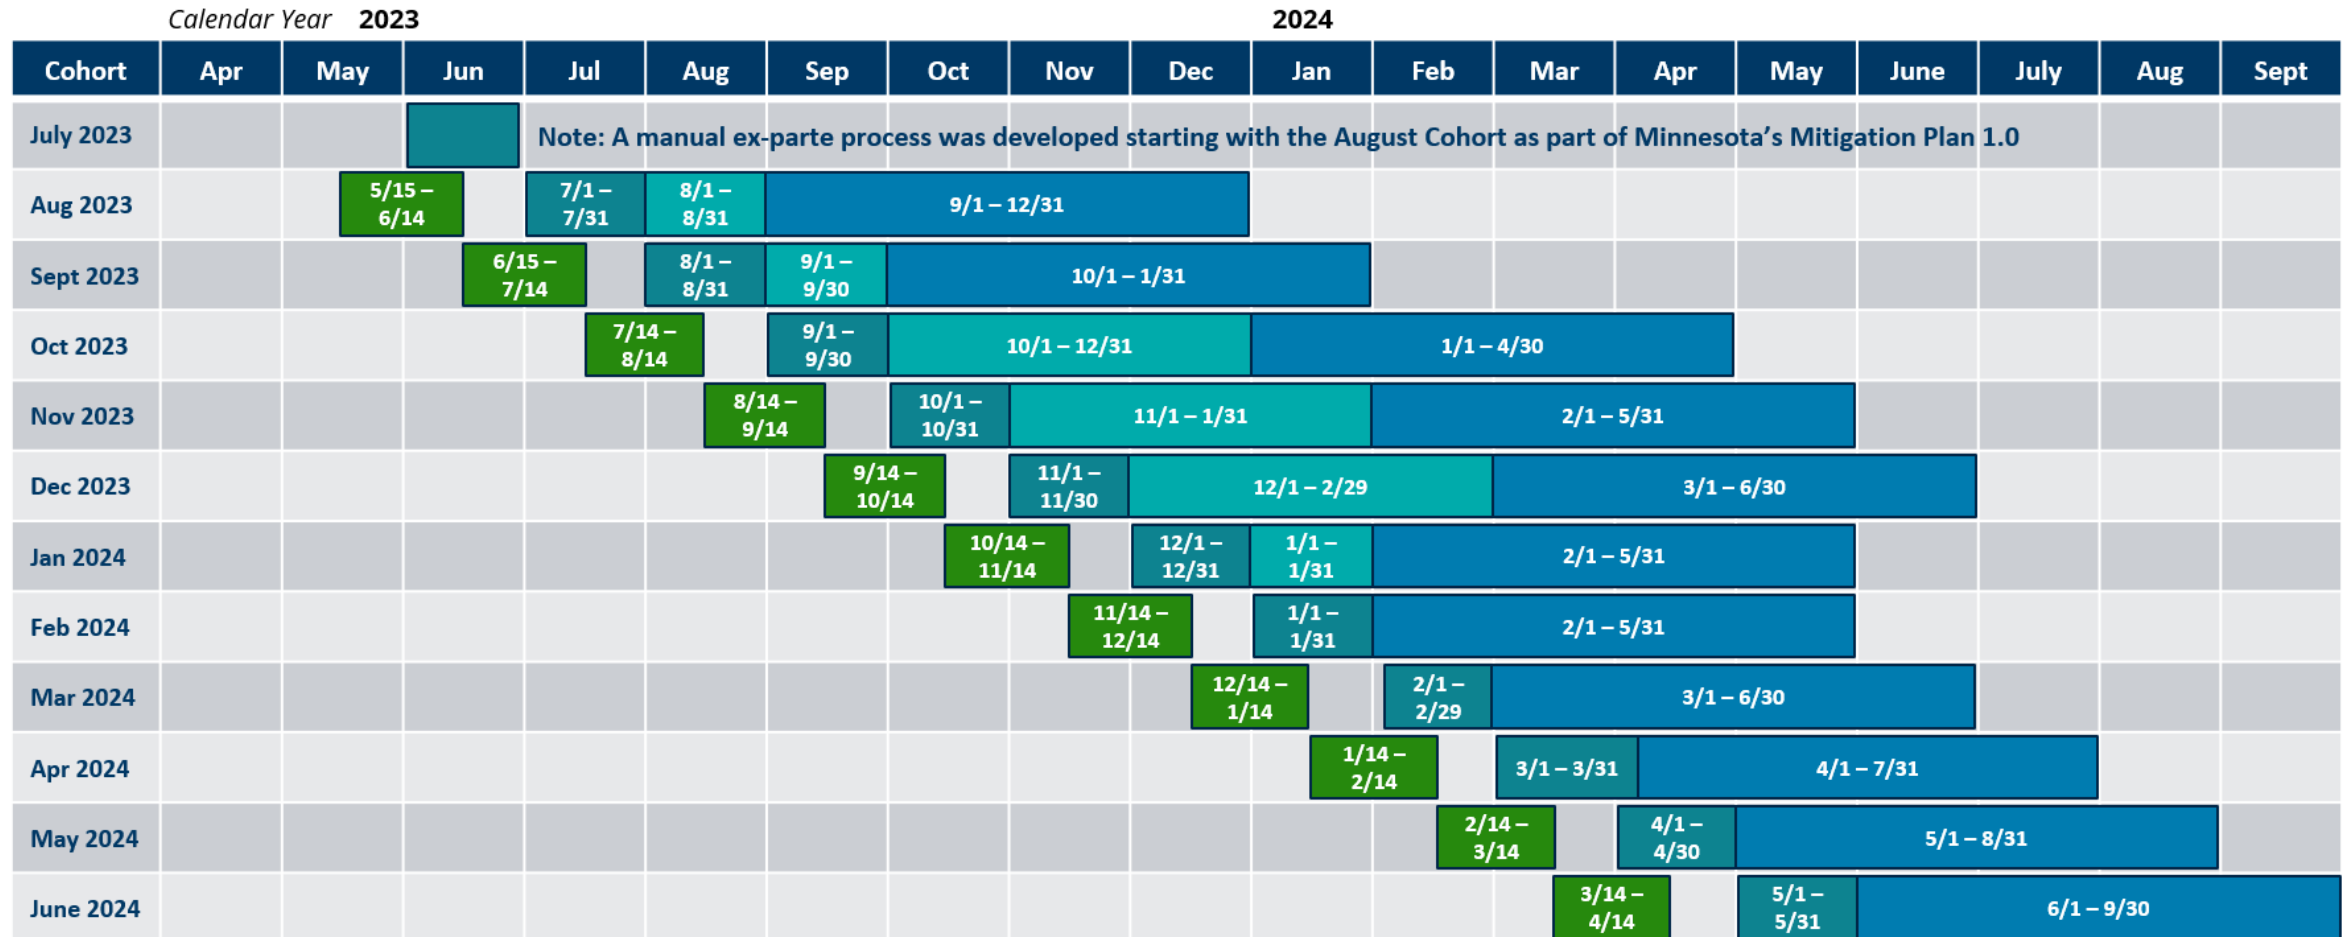 Calendar Year 2023 2024
Cohort Apr May Jun Jul Aug Sep Oct Nov Dec Jan Feb Mar Apr May June July Aug Sept
July 2023 Note: A manual ex-parte process was developed starting with the August Cohort as part of Minnesota’s Mitigation Plan 1.0
Aug 2023 5/15 – 6/14 7/1 – 7/31 8/1 – 8/31 9/1 – 12/31
Sept 2023 6/15 – 7/14 8/1 – 8/31 9/1 – 9/30 10/1 – 1/31
Oct 2023 7/14 – 8/14 9/1 – 9/30 10/1 – 12/31 1/1 – 4/30
Nov 2023 8/14 – 9/14 10/1 – 10/31 11/1 – 1/31 2/1 – 5/31
Dec 2023 9/14 – 10/14 11/1 – 11/30 12/1 – 2/29 3/1 – 6/30
Jan 2024 10/14 – 11/14 12/1 – 12/31 1/1 – 1/31 2/1 – 5/31
Feb 2024 11/14 – 12/14 1/1 – 1/31 2/1 – 5/31
Mar 2024 12/14 – 1/14 2/1 – 2/29 3/1 – 6/30
Apr 2024 1/14 – 2/14 3/1 – 3/31 4/1 – 7/31
May 2024 2/14 – 3/14 4/1 – 4/30 5/1 – 8/31
June 2024 3/14 – 4/14 5/1 – 5/31 6/1 – 9/30